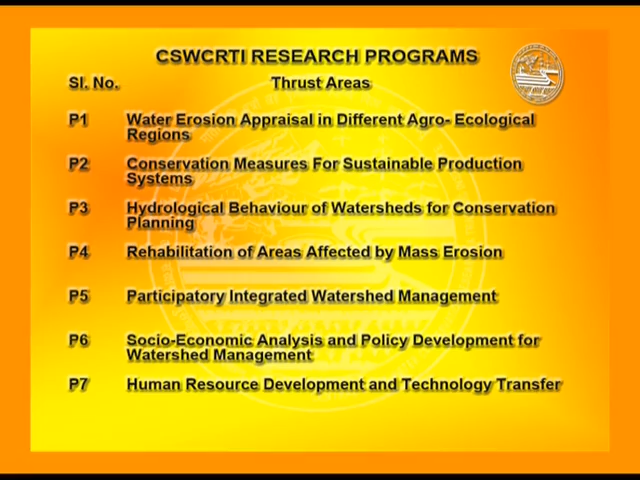 CSWCRTI RESEARCH PROGRAMS
Sl. No. Thrust Areas
P1 Water Erosion Appraisal in Different Agro- Ecological
Regions
P2 Conservation Measures For Sustainable Production
Systems
P3 Hydrological Behaviour of Watersheds for Conservation
Planning
P4 Rehabilitation of Areas Affected by Mass Erosion
P5 Participatory Integrated Watershed Management
P6 Socio-Economic Analysis and Policy Development for
Watershed Management
P7 Human Resource Development and Technology Transfer